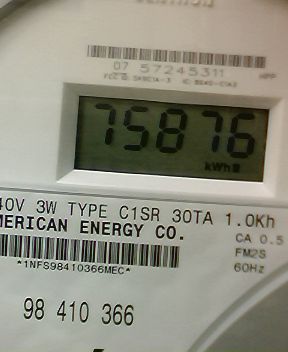 07 57245311
75876
kWh
40V 3W TYPE C1SR 30TA 1.0Kh
MERICAN ENERGY CO.
CA 0.5
*1NFS98410366MEC*
FM2S
60Hz
98 410 366